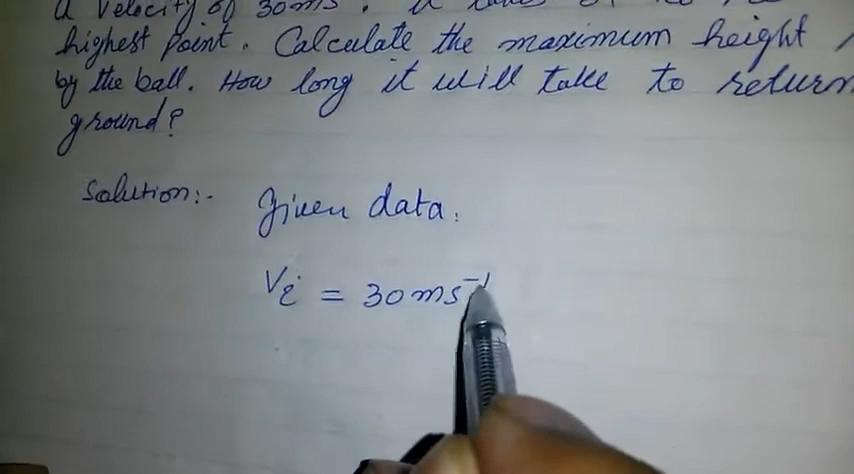 a velocity of 30ms
highest point. Calculate the maximum height
by the ball. How long it will take to return
ground?
Solution:- Given data.
Vi = 30ms⁻¹